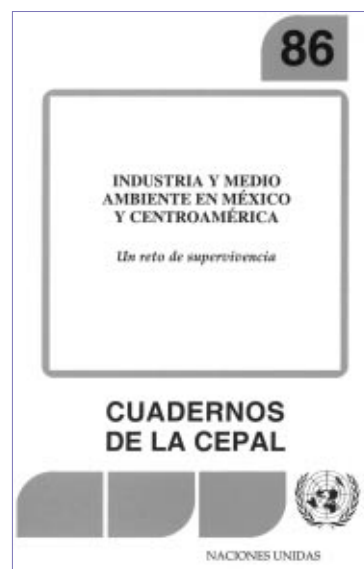 86
INDUSTRIA Y MEDIO
AMBIENTE EN MÉXICO
Y CENTROAMÉRICA
Un reto de supervivencia
CUADERNOS
DE LA CEPAL
NACIONES UNIDAS